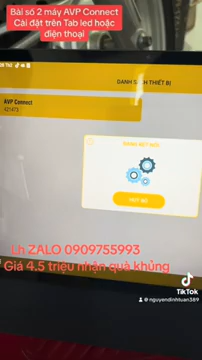 Bài số 2 máy AVP Connect
Cài đặt trên Tab led hoặc
điện thoại
DANH SÁCH THIẾT BỊ
AVP Connect
ĐANG KẾT NỐI
HỦY BỎ
Lh ZALO 0909755993
Giá 4.5 triệu nhận quà khủng
TikTok
@nguyendinhtuan389